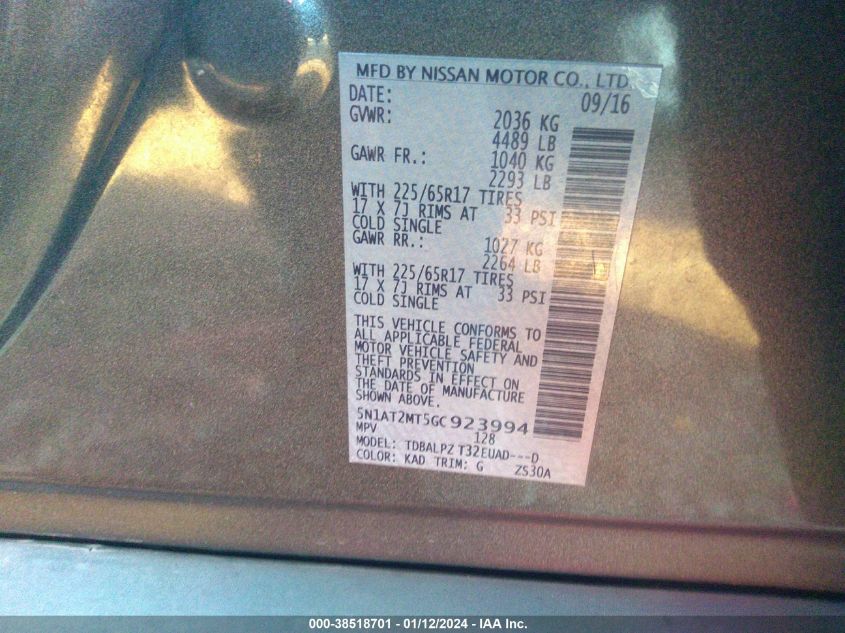 MFD BY NISSAN MOTOR CO., LTD.
DATE: 09/16
GVWR: 2036 KG
4489 LB
GAWR FR.: 1040 KG
2293 LB
WITH 225/65R17 TIRES
17 X 7J RIMS AT 33 PSI
COLD SINGLE
GAWR RR.: 1027 KG
2264 LB
WITH 225/65R17 TIRES
17 X 7J RIMS AT 33 PSI
COLD SINGLE
THIS VEHICLE CONFORMS TO
ALL APPLICABLE FEDERAL
MOTOR VEHICLE SAFETY AND
THEFT PREVENTION
STANDARDS IN EFFECT ON
THE DATE OF MANUFACTURE
SHOWN ABOVE.
5N1AT2MT5GC923994
MPV 128
MODEL: TDBALPZ T32EUAD---D
COLOR: KAD TRIM: G ZS30A
000-38518701 - 01/12/2024 - IAA Inc.